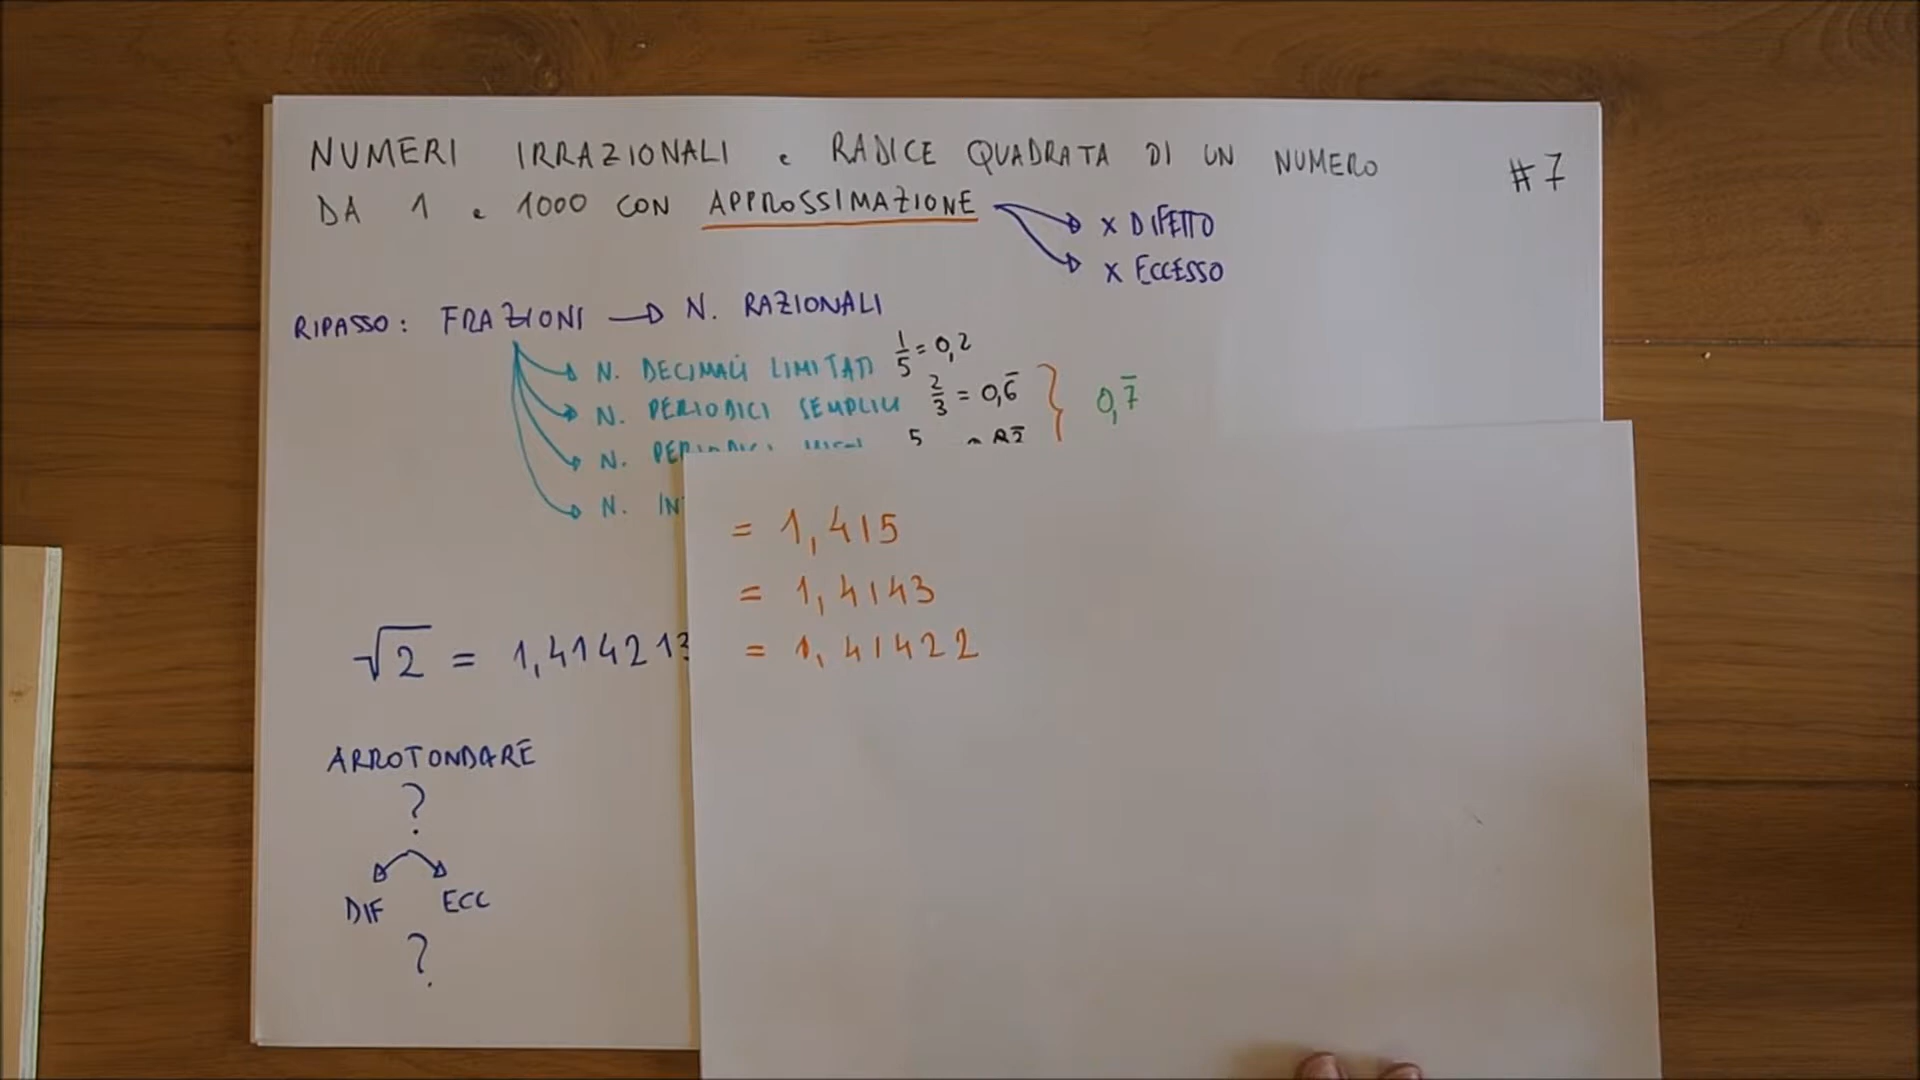 NUMERI IRRAZIONALI e RADICE QUADRATA DI UN NUMERO
#7
DA 1 e 1000 CON APPROSSIMAZIONE
x DIFETTO
x ECCESSO
RIPASSO: FRAZIONI → N. RAZIONALI
N. DECIMALI LIMITATI 1/5 = 0,2
N. PERIODICI SEMPLICI 2/3 = 0,6̅
0,7̅
N.
N.
= 1,415
= 1,4143
= 1,41422
√2 = 1,414213
ARROTONDARE
?
DIF ECC
?